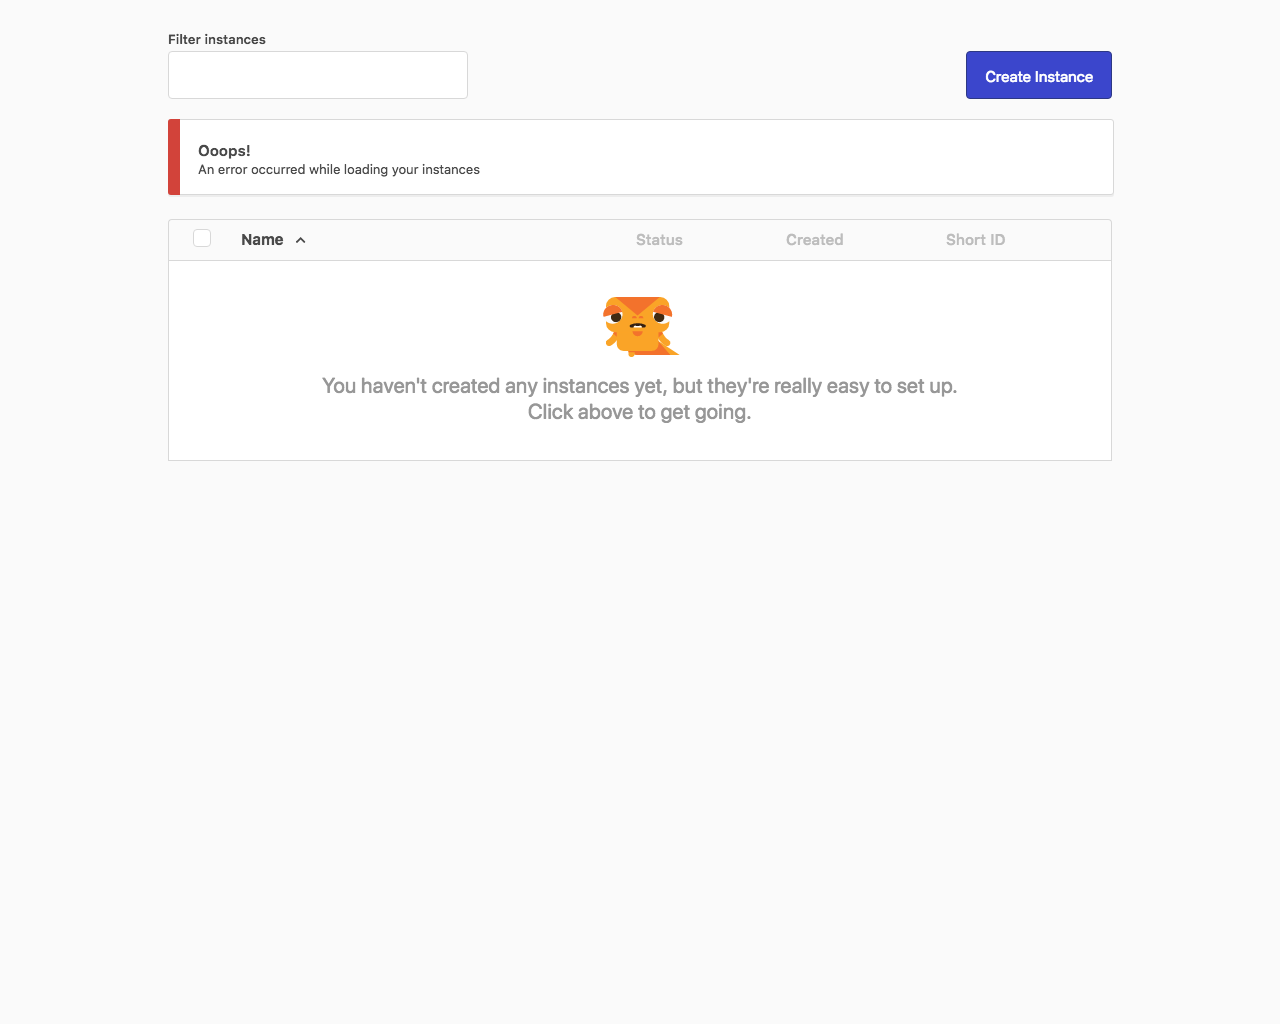 Filter instances
Create Instance
Ooops!
An error occurred while loading your instances
Name Status Created Short ID
You haven't created any instances yet, but they're really easy to set up.
Click above to get going.